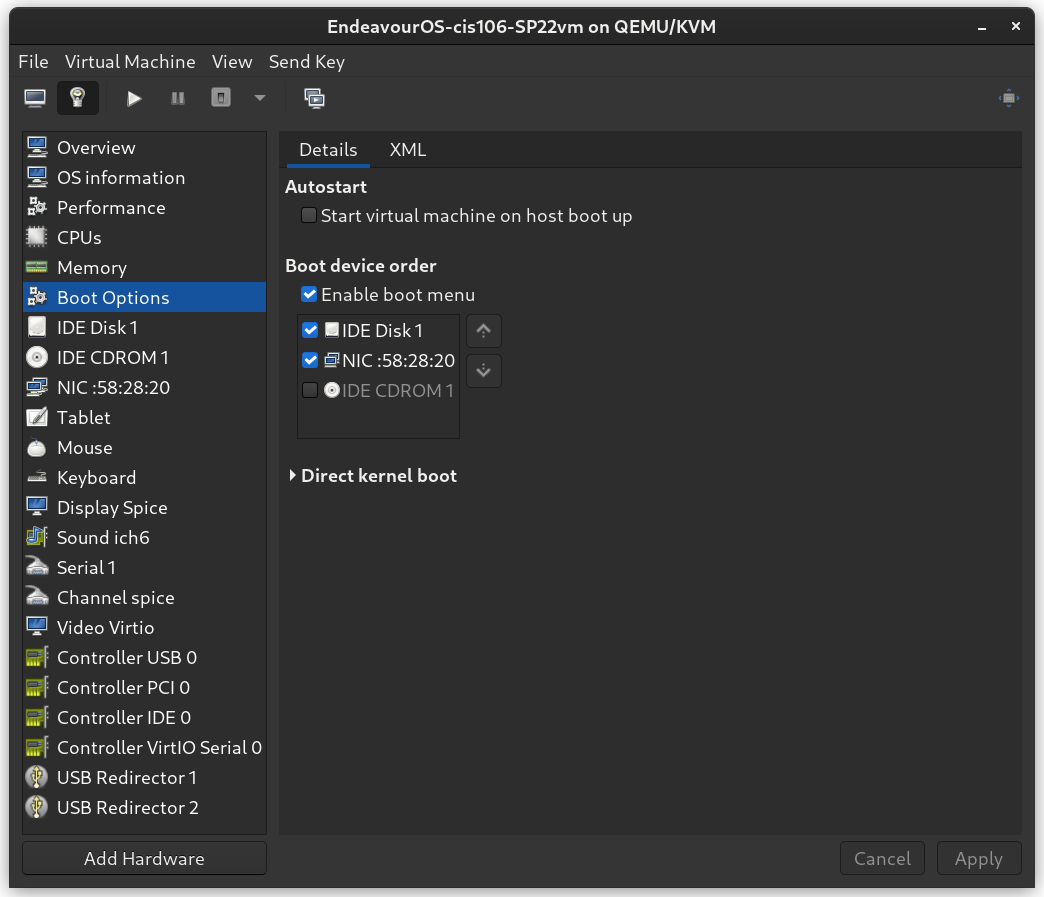 EndeavourOS-cis106-SP22vm on QEMU/KVM
File Virtual Machine View Send Key
Overview
OS information
Performance
CPUs
Memory
Boot Options
IDE Disk 1
IDE CDROM 1
NIC :58:28:20
Tablet
Mouse
Keyboard
Display Spice
Sound ich6
Serial 1
Channel spice
Video Virtio
Controller USB 0
Controller PCI 0
Controller IDE 0
Controller VirtIO Serial 0
USB Redirector 1
USB Redirector 2
Add Hardware
Details XML
Autostart
Start virtual machine on host boot up
Boot device order
Enable boot menu
IDE Disk 1
NIC :58:28:20
IDE CDROM 1
Direct kernel boot
Cancel Apply